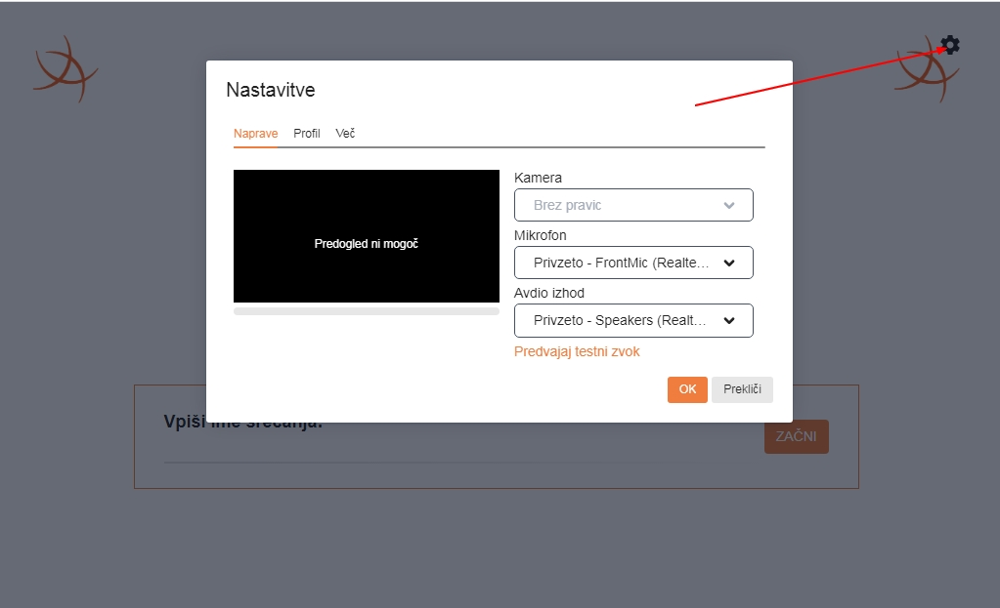 Nastavitve
Naprave Profil Več
Predogled ni mogoč
Kamera
Brez pravic
Mikrofon
Privzeto - FrontMic (Realte...
Avdio izhod
Privzeto - Speakers (Realt...
Predvajaj testni zvok
OK Prekliči
Vpiši ime srečanja:
ZAČNI